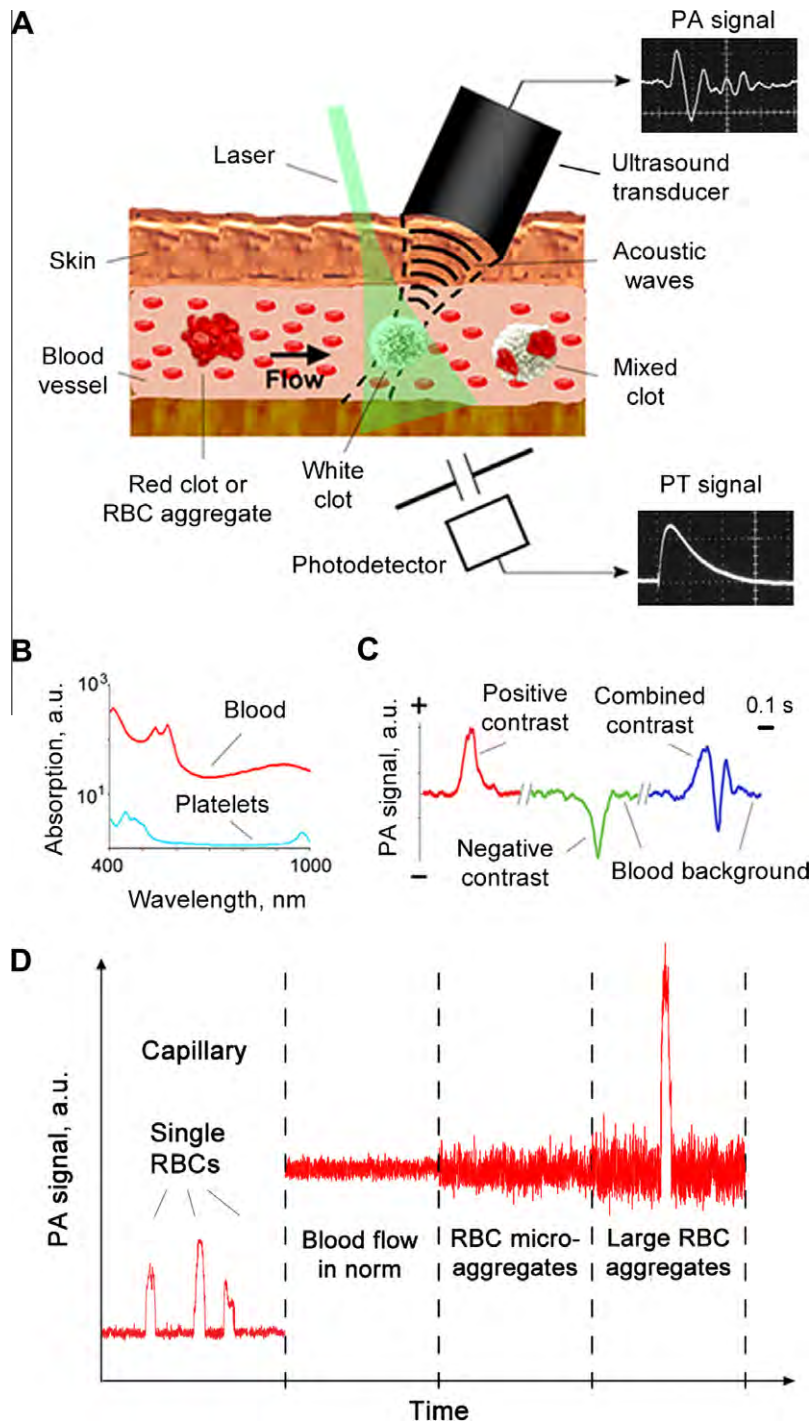 A
PA signal
Laser
Ultrasound
transducer
Skin
Acoustic
waves
Blood
vessel
Flow
Mixed
clot
Red clot or
RBC aggregate
White
clot
PT signal
Photodetector
B
Absorption, a.u.
10³
10¹
Blood
Platelets
400
1000
Wavelength, nm
C
PA signal, a.u.
+
−
Positive
contrast
Combined
contrast
0.1 s
Negative
contrast
Blood background
D
PA signal, a.u.
Capillary
Single
RBCs
Blood flow
in norm
RBC micro-
aggregates
Large RBC
aggregates
Time